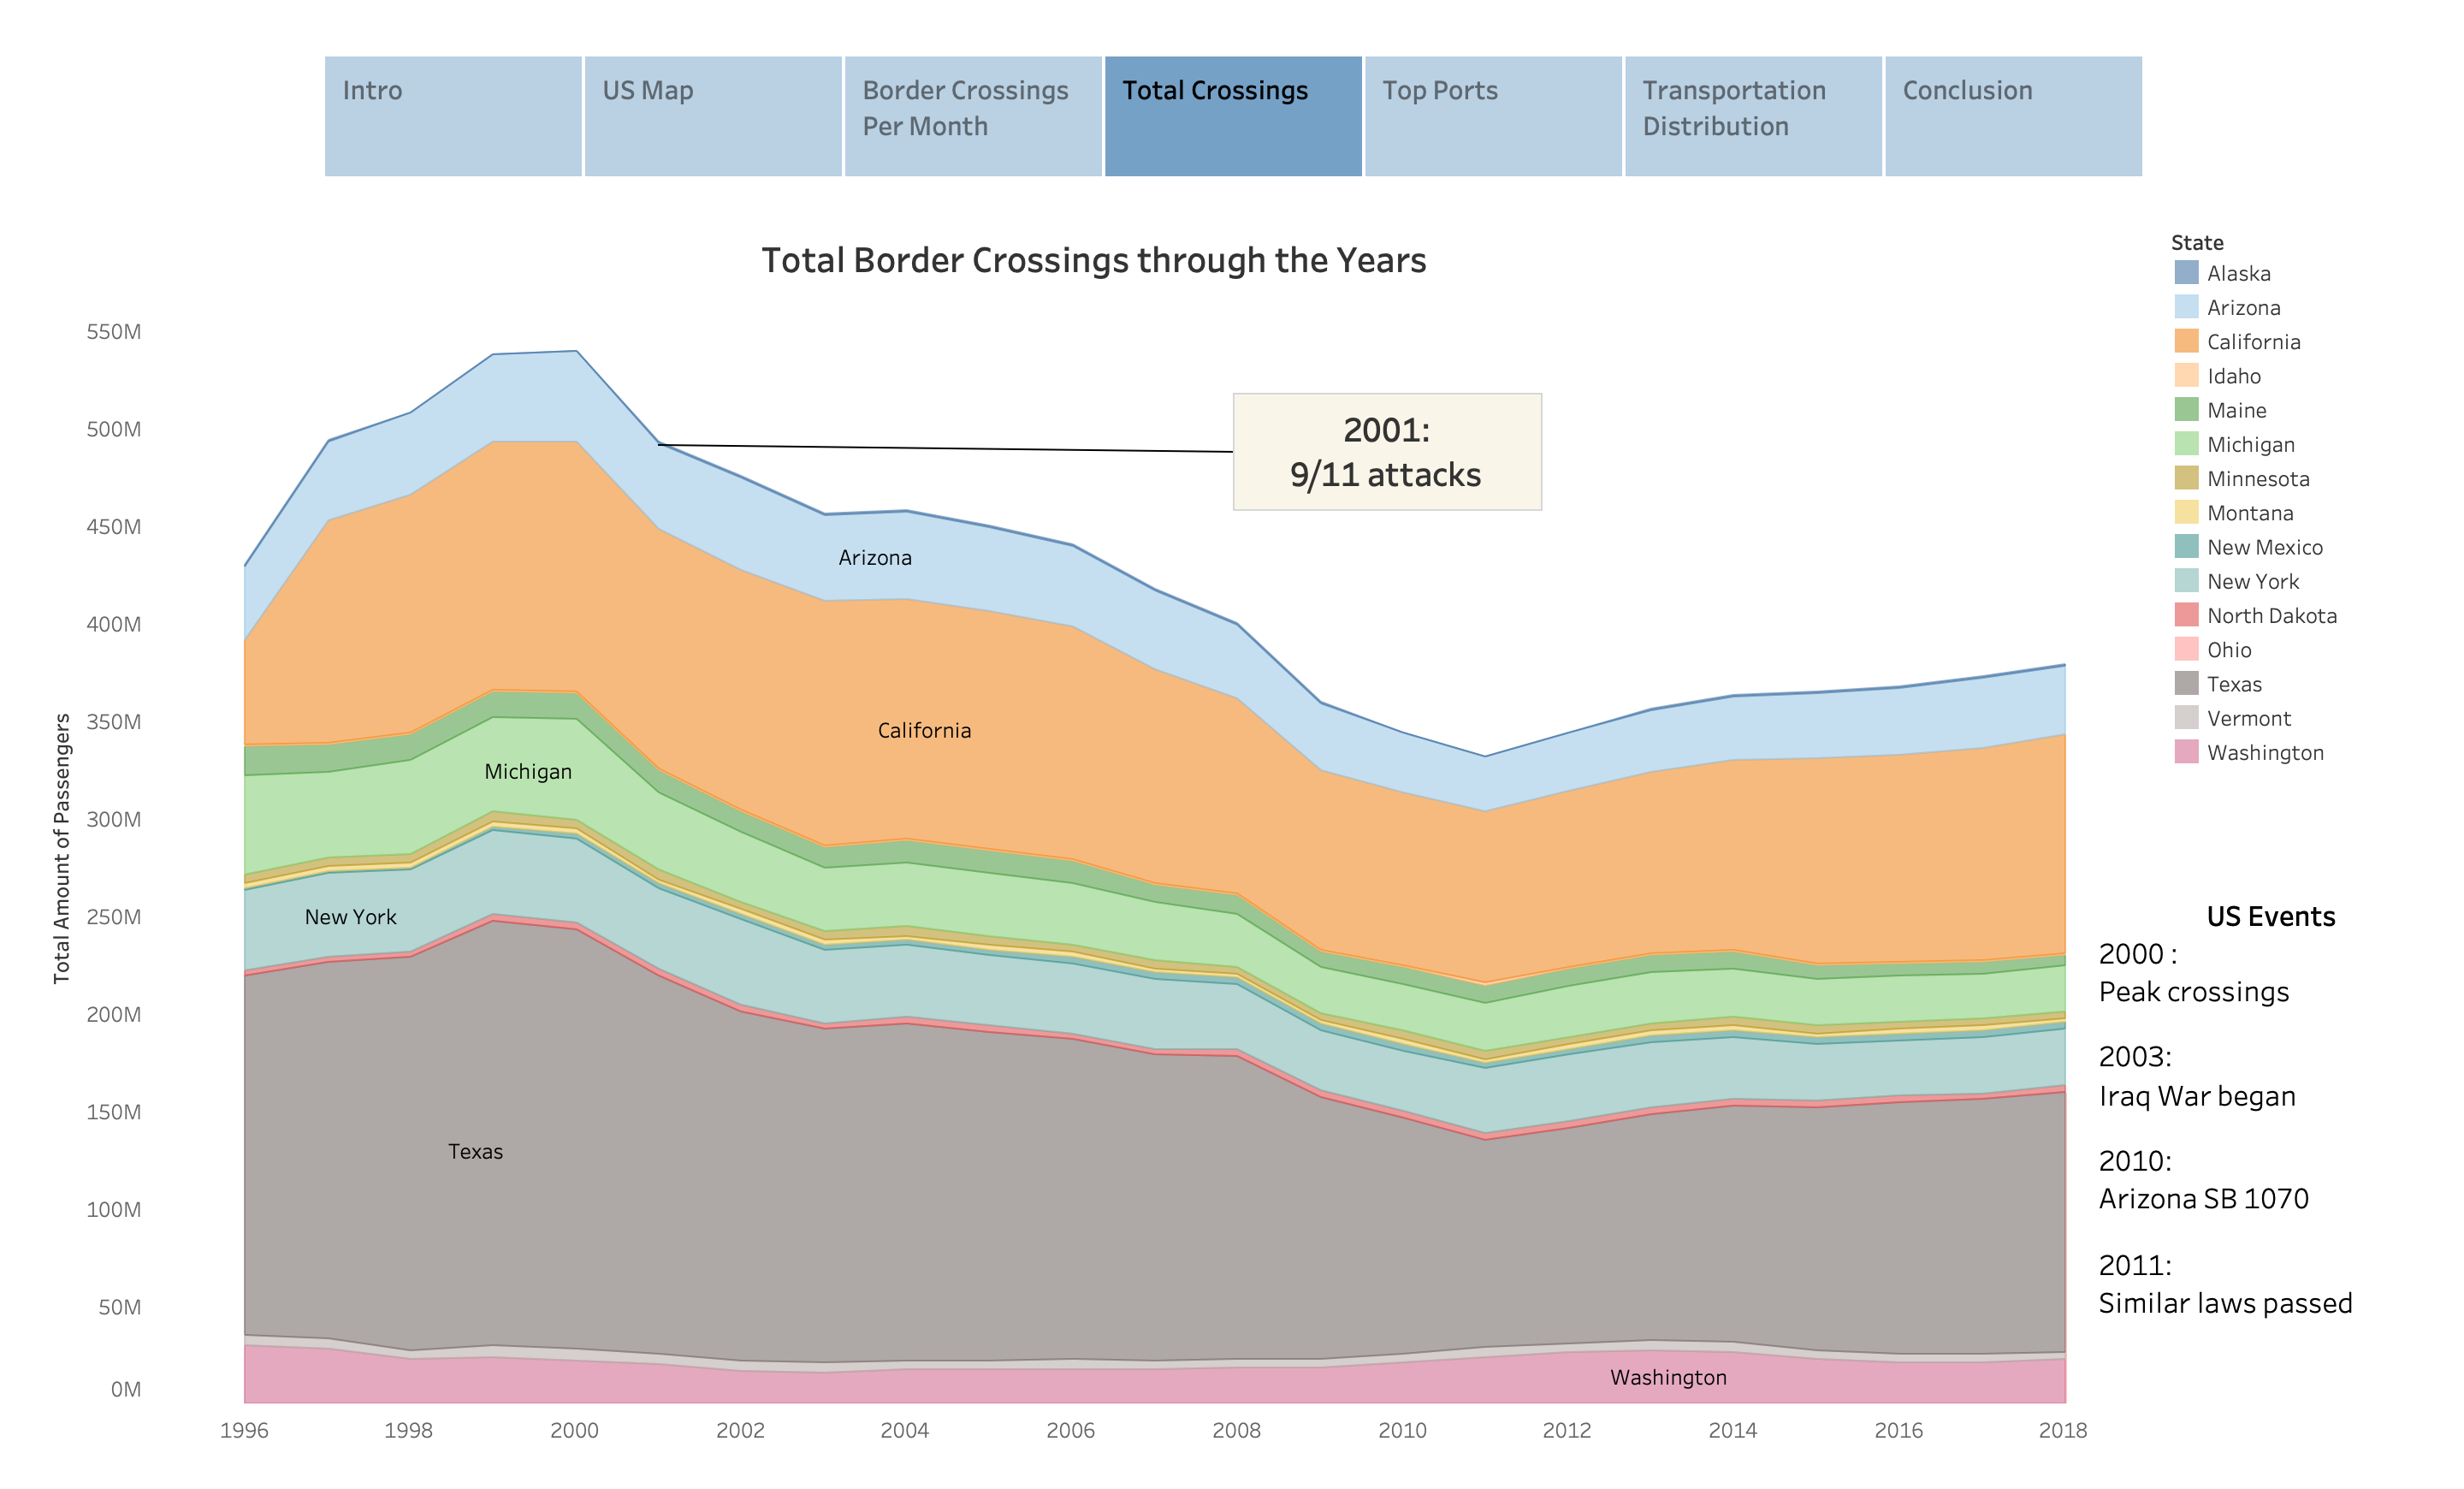 Intro
US Map
Border Crossings
Per Month
Total Crossings
Top Ports
Transportation
Distribution
Conclusion
Total Border Crossings through the Years
State
Alaska
Arizona
California
Idaho
Maine
Michigan
Minnesota
Montana
New Mexico
New York
North Dakota
Ohio
Texas
Vermont
Washington
Total Amount of Passengers
550M
500M
450M
400M
350M
300M
250M
200M
150M
100M
50M
0M
2001:
9/11 attacks
Arizona
California
Michigan
New York
Texas
Washington
1996
1998
2000
2002
2004
2006
2008
2010
2012
2014
2016
2018
US Events
2000 :
Peak crossings
2003:
Iraq War began
2010:
Arizona SB 1070
2011:
Similar laws passed